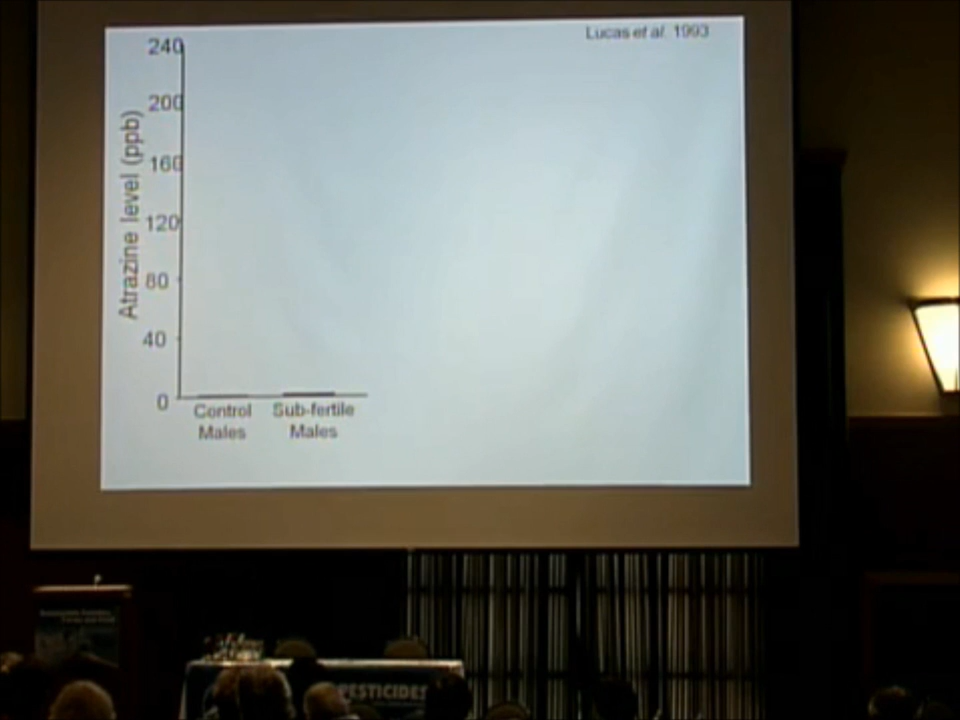 Lucas et al. 1993
Atrazine level (ppb)
240
200
160
120
80
40
0
Control
Males
Sub-fertile
Males
PESTICIDES